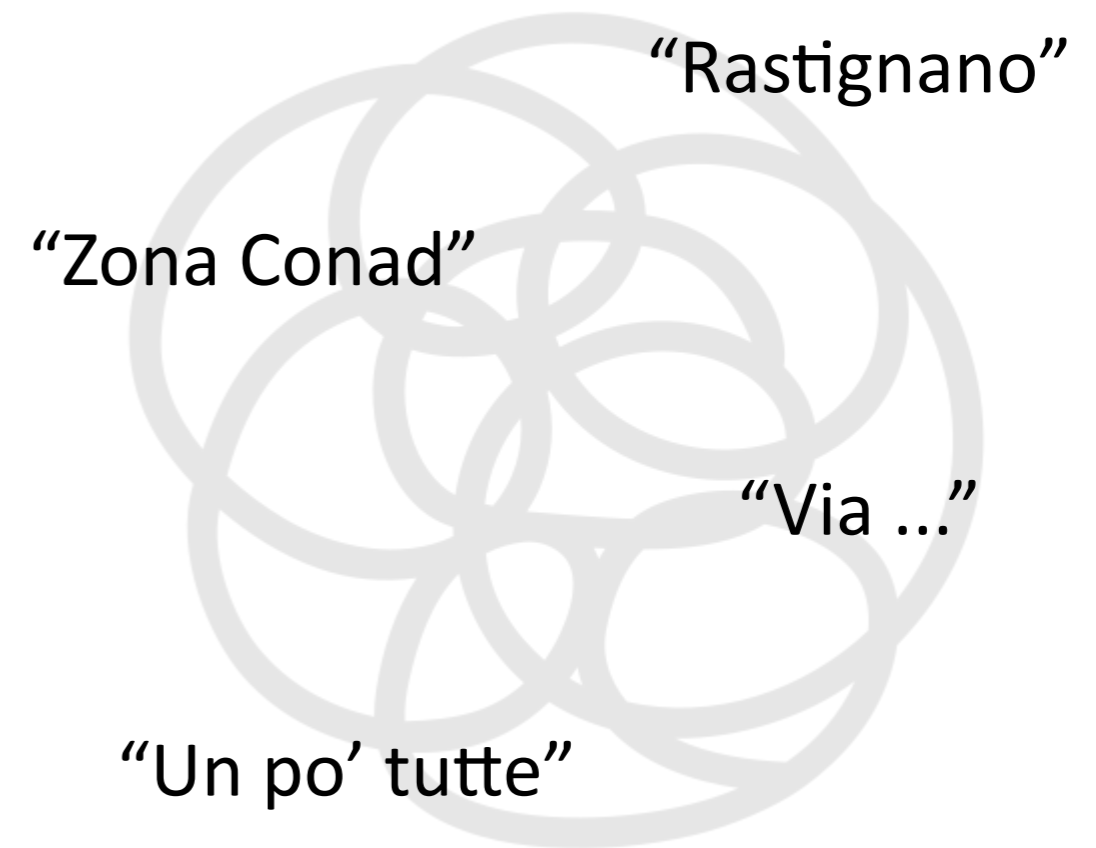 “Rastignano”
“Zona Conad”
“Via ...”
“Un po’ tutte”